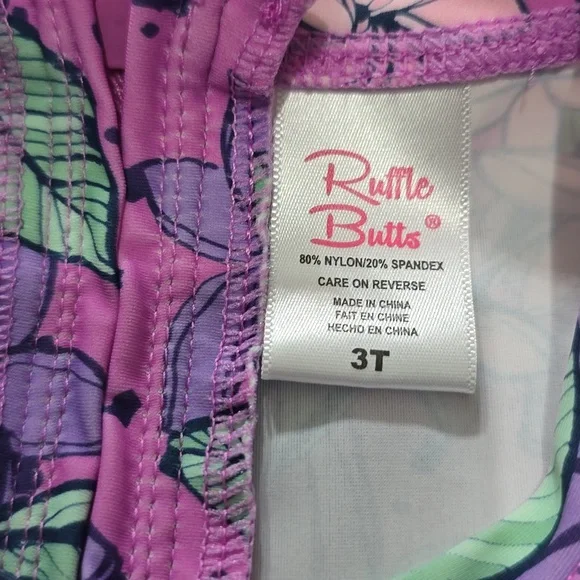 Ruffle
Butts®
80% NYLON/20% SPANDEX
CARE ON REVERSE
MADE IN CHINA
FAIT EN CHINE
HECHO EN CHINA
3T